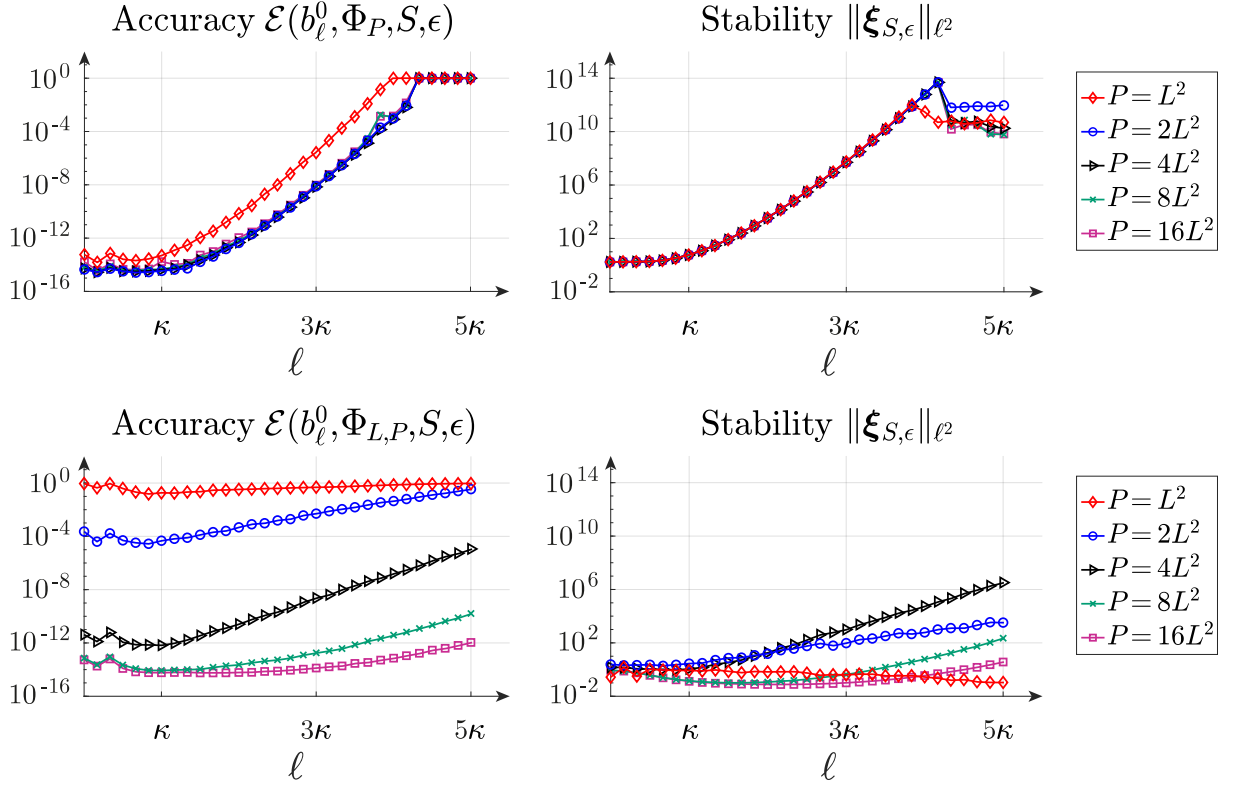 Accuracy ℰ(b⁰_ℓ,Φ_P,S,ϵ)
10⁰
10⁻⁴
10⁻⁸
10⁻¹²
10⁻¹⁶
κ 3κ 5κ
ℓ
Stability ‖ξ_{S,ϵ}‖_{ℓ²}
10¹⁴
10¹⁰
10⁶
10²
10⁻²
κ 3κ 5κ
ℓ
P = L²
P = 2L²
P = 4L²
P = 8L²
P = 16L²
Accuracy ℰ(b⁰_ℓ,Φ_{L,P},S,ϵ)
10⁰
10⁻⁴
10⁻⁸
10⁻¹²
10⁻¹⁶
κ 3κ 5κ
ℓ
Stability ‖ξ_{S,ϵ}‖_{ℓ²}
10¹⁴
10¹⁰
10⁶
10²
10⁻²
κ 3κ 5κ
ℓ
P = L²
P = 2L²
P = 4L²
P = 8L²
P = 16L²